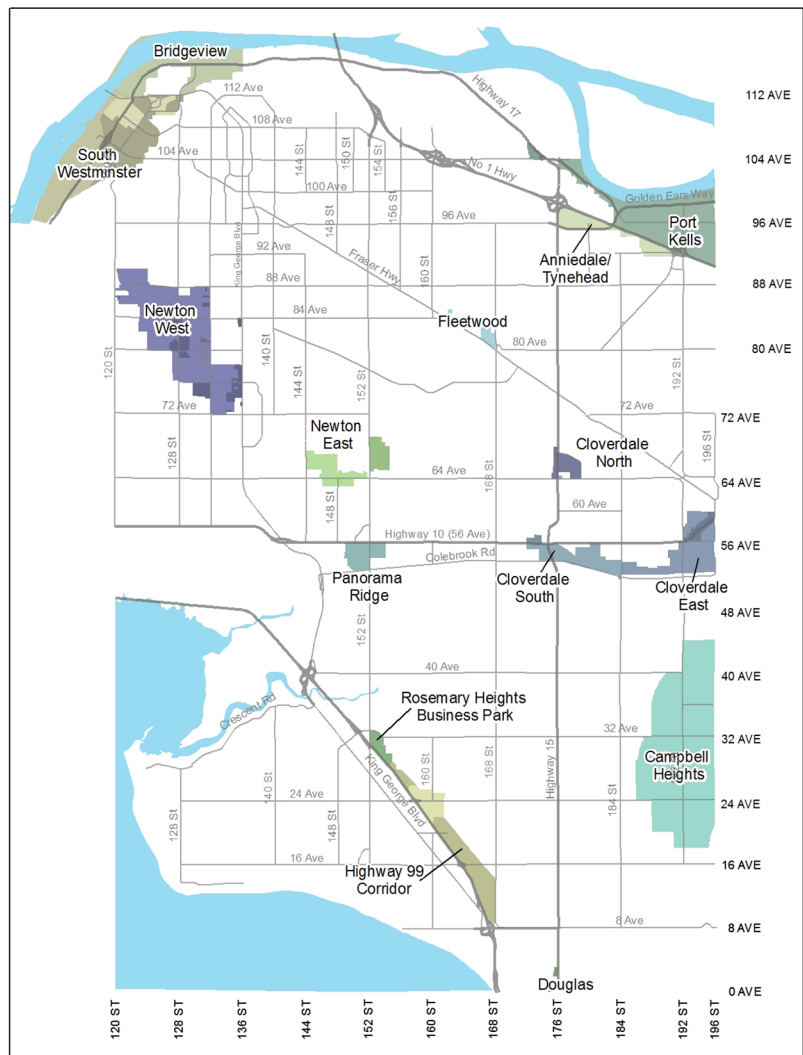 Bridgeview
112 AVE
112 Ave
Highway 17
108 Ave
104 Ave
South
Westminster
144 St
150 St
154 St
104 AVE
No 1 Hwy
100 Ave
148 St
156 St
Golden Ears Way
96 Ave
Port
Kells
96 AVE
92 Ave
King George Blvd
Fraser Hwy
160 St
Anniedale/
Tynehead
88 Ave
88 AVE
Newton
West
84 Ave
Fleetwood
80 Ave
80 AVE
120 St
140 St
144 St
152 St
192 St
72 Ave
72 Ave
72 AVE
Newton
East
Cloverdale
North
128 St
168 St
196 St
64 Ave
64 AVE
148 St
60 Ave
Highway 10 (56 Ave)
56 AVE
Colebrook Rd
Panorama
Ridge
Cloverdale
South
Cloverdale
East
48 AVE
152 St
40 Ave
40 AVE
Crescent Rd
Rosemary Heights
Business Park
32 Ave
32 AVE
King George Blvd
160 St
168 St
Highway 15
Campbell
Heights
140 St
24 Ave
184 St
24 AVE
128 St
148 St
16 Ave
16 AVE
Highway 99
Corridor
8 Ave
8 AVE
Douglas
0 AVE
120 ST
128 ST
136 ST
144 ST
152 ST
160 ST
168 ST
176 ST
184 ST
192 ST
196 ST